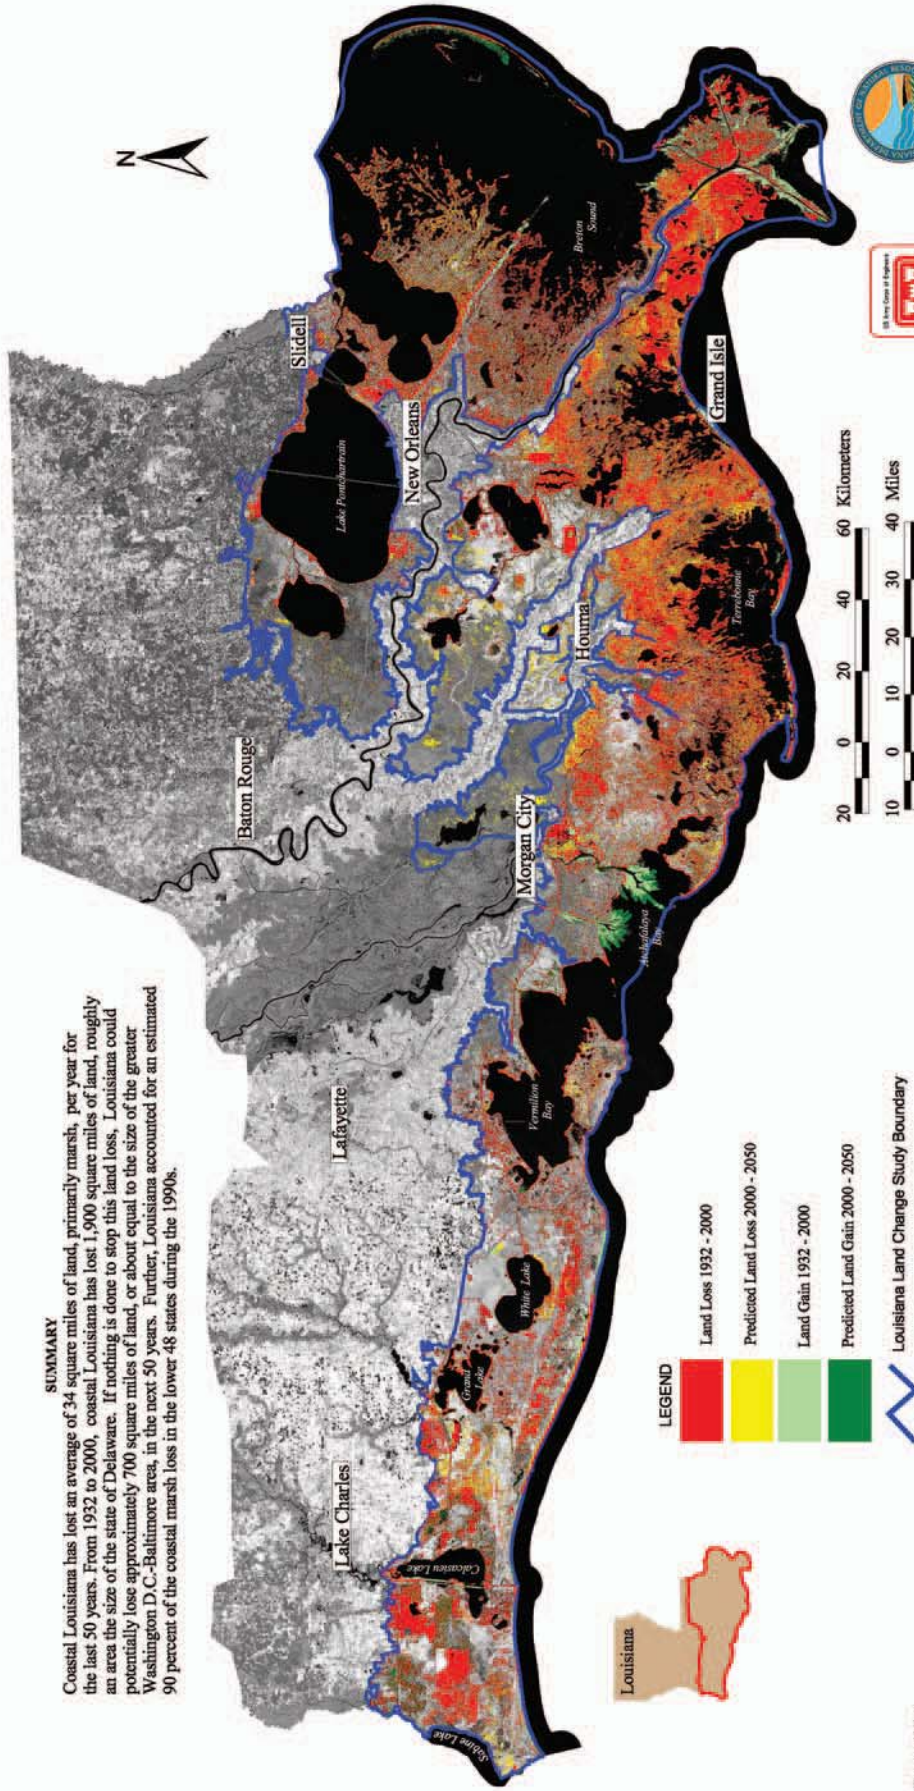 SUMMARY
Coastal Louisiana has lost an average of 34 square miles of land, primarily marsh, per year for
the last 50 years. From 1932 to 2000, coastal Louisiana has lost 1,900 square miles of land, roughly
an area the size of the state of Delaware. If nothing is done to stop this land loss, Louisiana could
potentially lose approximately 700 square miles of land, or about equal to the size of the greater
Washington D.C.-Baltimore area, in the next 50 years. Further, Louisiana accounted for an estimated
90 percent of the coastal marsh loss in the lower 48 states during the 1990s.
N
Baton Rouge
Slidell
Lake Pontchartrain
Lafayette
Lake Charles
New Orleans
Morgan City
Houma
Breton
Sound
Calcasieu Lake
Grand
Lake
White Lake
Vermilion
Bay
Atchafalaya
Bay
Terrebonne
Bay
Grand Isle
Sabine Lake
Louisiana
LEGEND
Land Loss 1932 - 2000
Predicted Land Loss 2000 - 2050
Land Gain 1932 - 2000
Predicted Land Gain 2000 - 2050
Louisiana Land Change Study Boundary
20 0 20 40 60 Kilometers
10 0 10 20 30 40 Miles
US Army Corps of Engineers
DEPARTMENT OF NATURAL